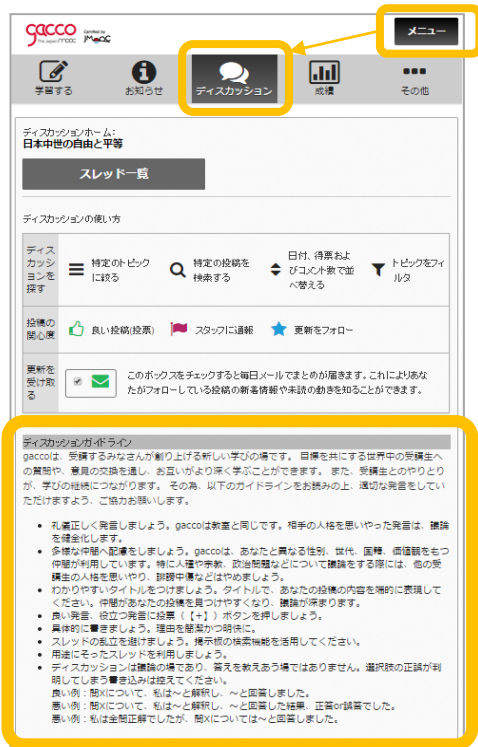 gacco Certified by JMOOC
The Japan MOOC
メニュー
学習する
お知らせ
ディスカッション
成績
その他
ディスカッションホーム:
日本中世の自由と平等
スレッド一覧
ディスカッションの使い方
ディスカッションを探す
特定のトピックに絞る
特定の投稿を検索する
日付、得票およびコメント数で並べ替える
トピックをフィルタ
投稿の関心度
良い投稿(投票)
スタッフに通報
更新をフォロー
更新を受け取る
このボックスをチェックすると毎日メールでまとめが届きます。これによりあな
たがフォローしている投稿の新着情報や未読の動きを知ることができます。
ディスカッションガイドライン
gaccoは、受講するみなさんが創り上げる新しい学びの場です。 目標を共にする世界中の受講生へ
の質問や、意見の交換を通し、お互いがより深く学ぶことができます。 また、受講生とのやりとり
が、学びの継続につながります。 その為、以下のガイドラインをお読みの上、適切な発言をしてい
ただけますよう、ご協力お願いします。
• 礼儀正しく発言しましょう。gaccoは教室と同じです。相手の人格を思いやった発言は、議論
を健全化します。
• 多様な仲間へ配慮をしましょう。gaccoは、あなたと異なる性別、世代、国籍、価値観をもつ
仲間が利用しています。特に人種や宗教、政治問題などについて議論をする際には、他の受
講生の人格を思いやり、誹謗中傷などはやめましょう。
• わかりやすいタイトルをつけましょう。タイトルで、あなたの投稿の内容を端的に表現して
ください。仲間があなたの投稿を見つけやすくなり、議論が深まります。
• 良い発言、役立つ発言に投票（【+】）ボタンを押しましょう。
• 具体的に書きましょう。理由を簡潔かつ明快に。
• スレッドの乱立を避けましょう。掲示板の検索機能を活用してください。
• 用途にそったスレッドを利用しましょう。
• ディスカッションは議論の場であり、答えを教えあう場ではありません。選択肢の正誤が判
明してしまう書き込みは控えてください。
良い例：問Xについて、私は～と解釈し、～と回答しました。
悪い例：問Xについて、私は～と解釈し、～と回答した結果、正答or誤答でした。
悪い例：私は全問正解でしたが、問Xについては～と回答しました。